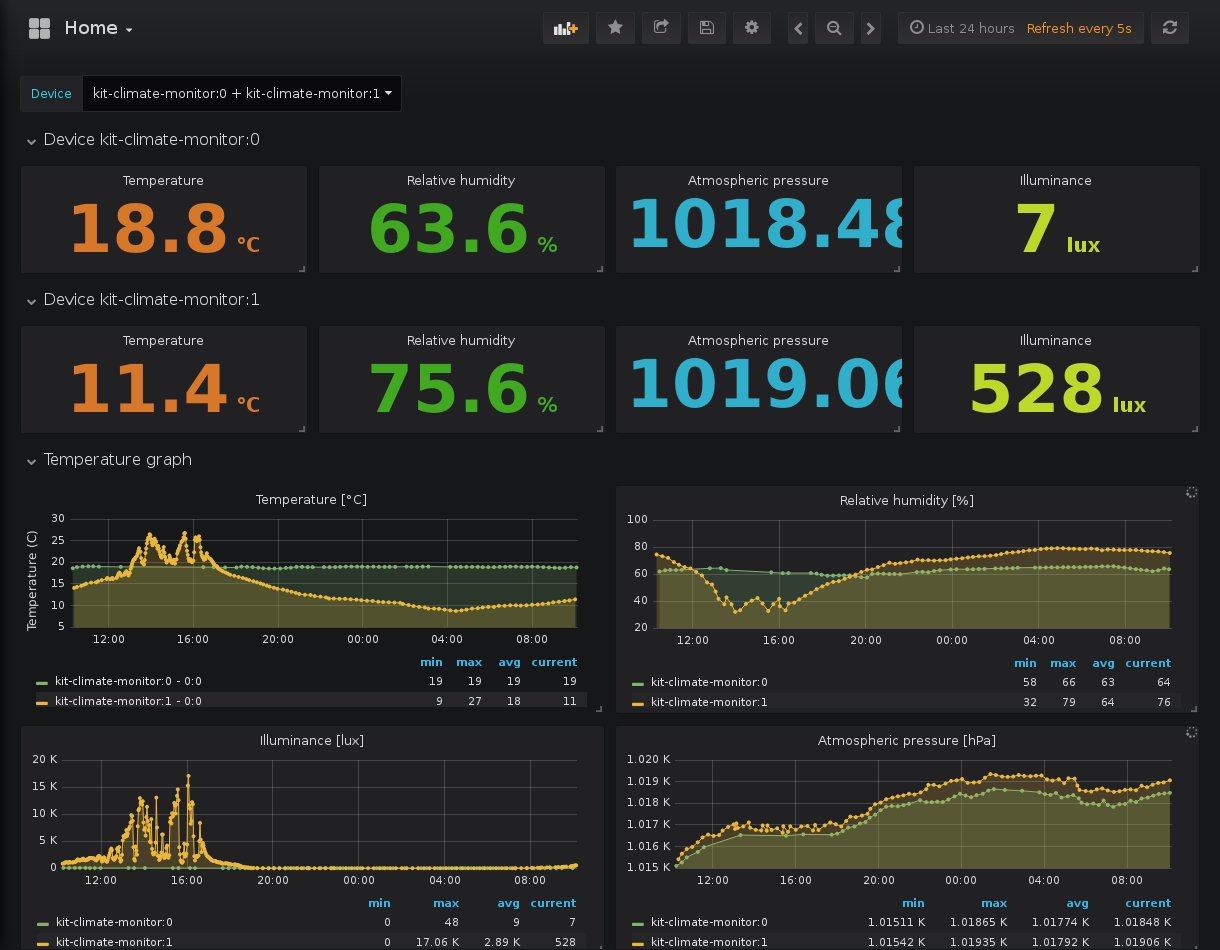 Home
Last 24 hours Refresh every 5s
Device kit-climate-monitor:0 + kit-climate-monitor:1
Device kit-climate-monitor:0
Temperature Relative humidity Atmospheric pressure Illuminance
18.8 °C 63.6 % 1018.48 7 lux
Device kit-climate-monitor:1
Temperature Relative humidity Atmospheric pressure Illuminance
11.4 °C 75.6 % 1019.06 528 lux
Temperature graph
Temperature [°C]
Temperature (C)
30
25
20
15
10
5
12:00 16:00 20:00 00:00 04:00 08:00
min max avg current
kit-climate-monitor:0 - 0:0 19 19 19 19
kit-climate-monitor:1 - 0:0 9 27 18 11
Relative humidity [%]
100
80
60
40
20
12:00 16:00 20:00 00:00 04:00 08:00
min max avg current
kit-climate-monitor:0 58 66 63 64
kit-climate-monitor:1 32 79 64 76
Illuminance [lux]
20 K
15 K
10 K
5 K
0
12:00 16:00 20:00 00:00 04:00 08:00
min max avg current
kit-climate-monitor:0 0 48 9 7
kit-climate-monitor:1 0 17.06 K 2.89 K 528
Atmospheric pressure [hPa]
1.020 K
1.019 K
1.018 K
1.017 K
1.016 K
1.015 K
12:00 16:00 20:00 00:00 04:00 08:00
min max avg current
kit-climate-monitor:0 1.01511 K 1.01865 K 1.01774 K 1.01848 K
kit-climate-monitor:1 1.01542 K 1.01935 K 1.01792 K 1.01906 K